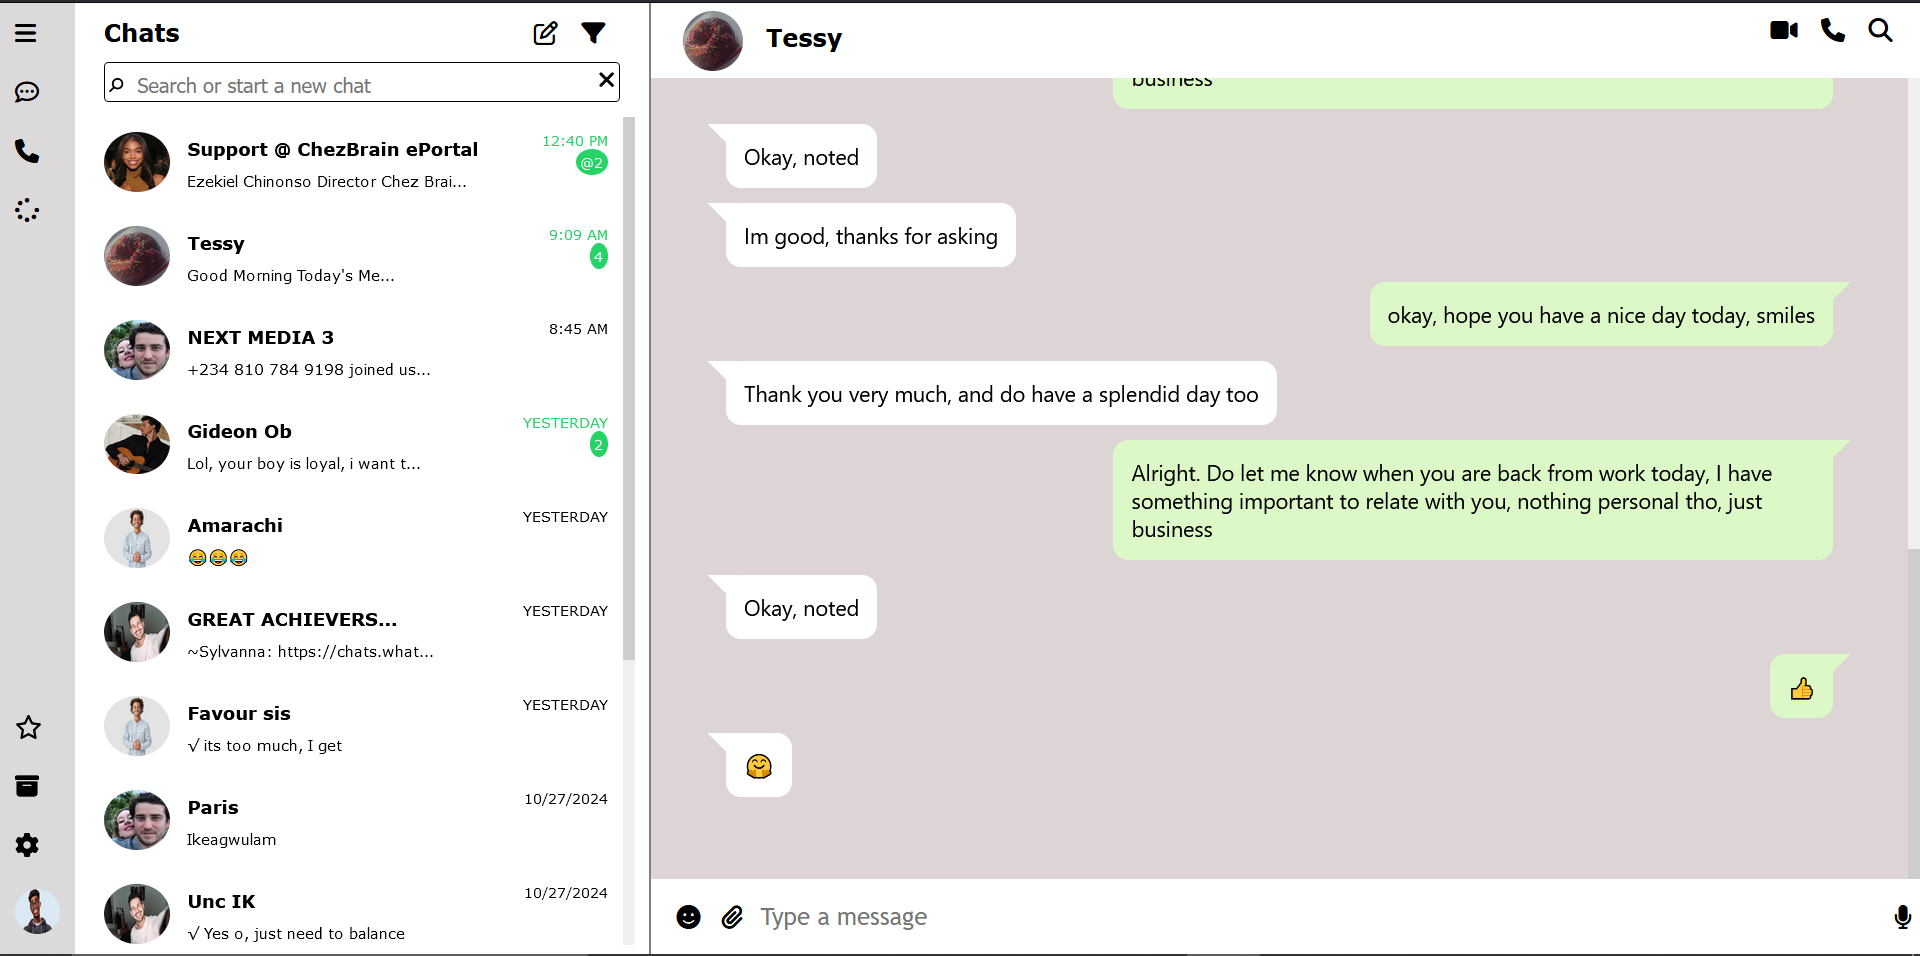 Chats
Search or start a new chat
Support @ ChezBrain ePortal
12:40 PM
@2
Ezekiel Chinonso Director Chez Brai...
Tessy
9:09 AM
4
Good Morning Today's Me...
NEXT MEDIA 3
8:45 AM
+234 810 784 9198 joined us...
Gideon Ob
YESTERDAY
2
Lol, your boy is loyal, i want t...
Amarachi
YESTERDAY
😂😂😂
GREAT ACHIEVERS...
YESTERDAY
~Sylvanna: https://chats.what...
Favour sis
YESTERDAY
√ its too much, I get
Paris
10/27/2024
Ikeagwulam
Unc IK
10/27/2024
√ Yes o, just need to balance
Tessy
business
Okay, noted
Im good, thanks for asking
okay, hope you have a nice day today, smiles
Thank you very much, and do have a splendid day too
Alright. Do let me know when you are back from work today, I have
something important to relate with you, nothing personal tho, just
business
Okay, noted
👍
🤗
Type a message